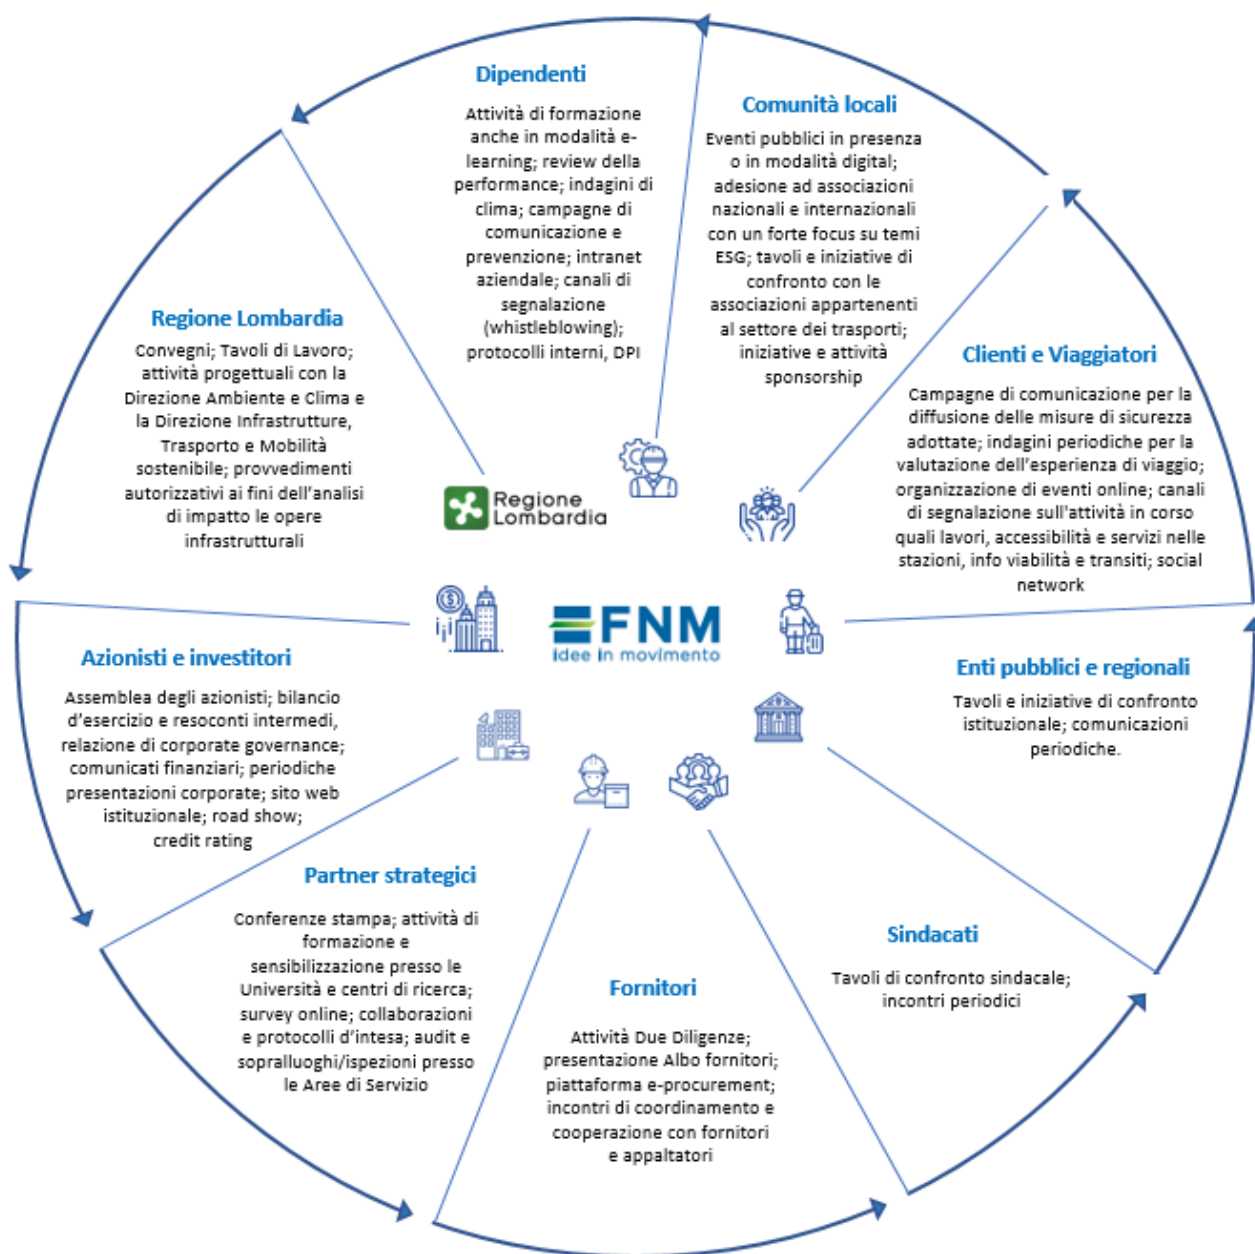 Dipendenti
Attività di formazione
anche in modalità e-
learning; review della
performance; indagini di
clima; campagne di
comunicazione e
prevenzione; intranet
aziendale; canali di
segnalazione
(whistleblowing);
protocolli interni, DPI
Comunità locali
Eventi pubblici in presenza
o in modalità digital;
adesione ad associazioni
nazionali e internazionali
con un forte focus su temi
ESG; tavoli e iniziative di
confronto con le
associazioni appartenenti
al settore dei trasporti;
iniziative e attività
sponsorship
Regione Lombardia
Convegni; Tavoli di Lavoro;
attività progettuali con la
Direzione Ambiente e Clima e
la Direzione Infrastrutture,
Trasporto e Mobilità
sostenibile; provvedimenti
autorizzativi ai fini dell'analisi
di impatto le opere
infrastrutturali
Clienti e Viaggiatori
Campagne di comunicazione per la
diffusione delle misure di sicurezza
adottate; indagini periodiche per la
valutazione dell'esperienza di viaggio;
organizzazione di eventi online; canali
di segnalazione sull'attività in corso
quali lavori, accessibilità e servizi nelle
stazioni, info viabilità e transiti; social
network
Regione
Lombardia
FNM
idee in movimento
Azionisti e investitori
Assemblea degli azionisti; bilancio
d'esercizio e resoconti intermedi,
relazione di corporate governance;
comunicati finanziari; periodiche
presentazioni corporate; sito web
istituzionale; road show;
credit rating
Enti pubblici e regionali
Tavoli e iniziative di confronto
istituzionale; comunicazioni
periodiche.
Partner strategici
Conferenze stampa; attività di
formazione e
sensibilizzazione presso le
Università e centri di ricerca;
survey online; collaborazioni
e protocolli d'intesa; audit e
sopralluoghi/ispezioni presso
le Aree di Servizio
Fornitori
Attività Due Diligenze;
presentazione Albo fornitori;
piattaforma e-procurement;
incontri di coordinamento e
cooperazione con fornitori
e appaltatori
Sindacati
Tavoli di confronto sindacale;
incontri periodici